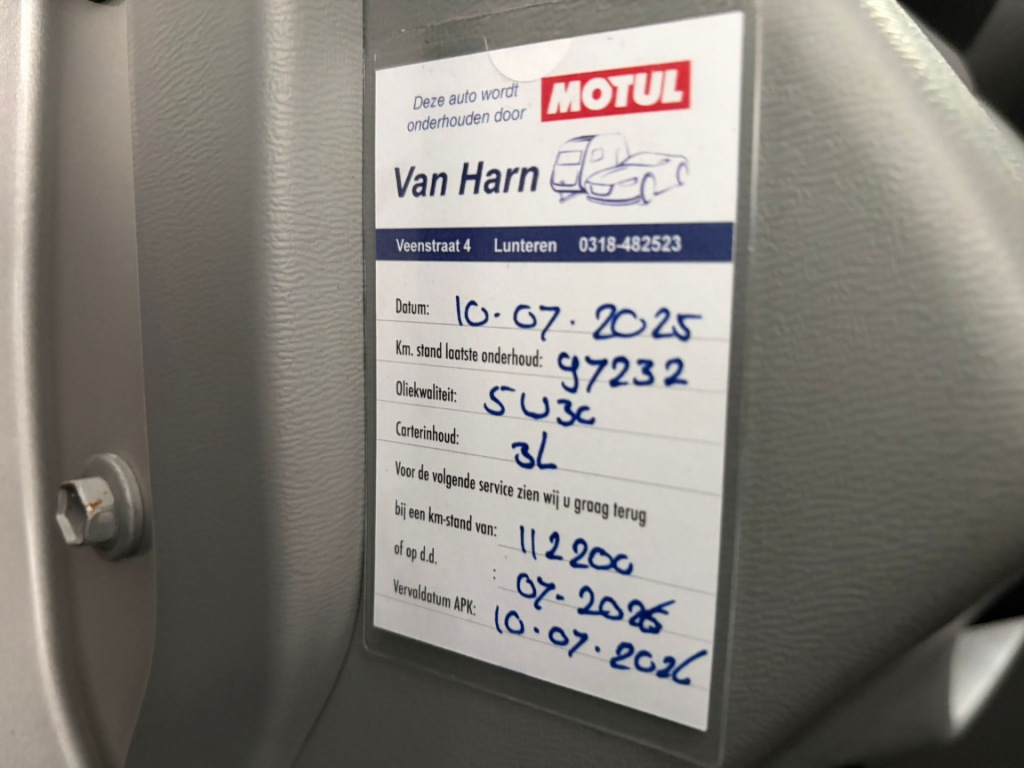 Deze auto wordt
onderhouden door
MOTUL
Van Harn
Veenstraat 4 Lunteren 0318-482523
Datum: 10-07-2025
Km. stand laatste onderhoud: 97232
Oliekwaliteit: 5W30
Carterinhoud: 3L
Voor de volgende service zien wij u graag terug
bij een km-stand van: 112200
of op d.d. : 07-2026
Vervaldatum APK: 10-07-2026